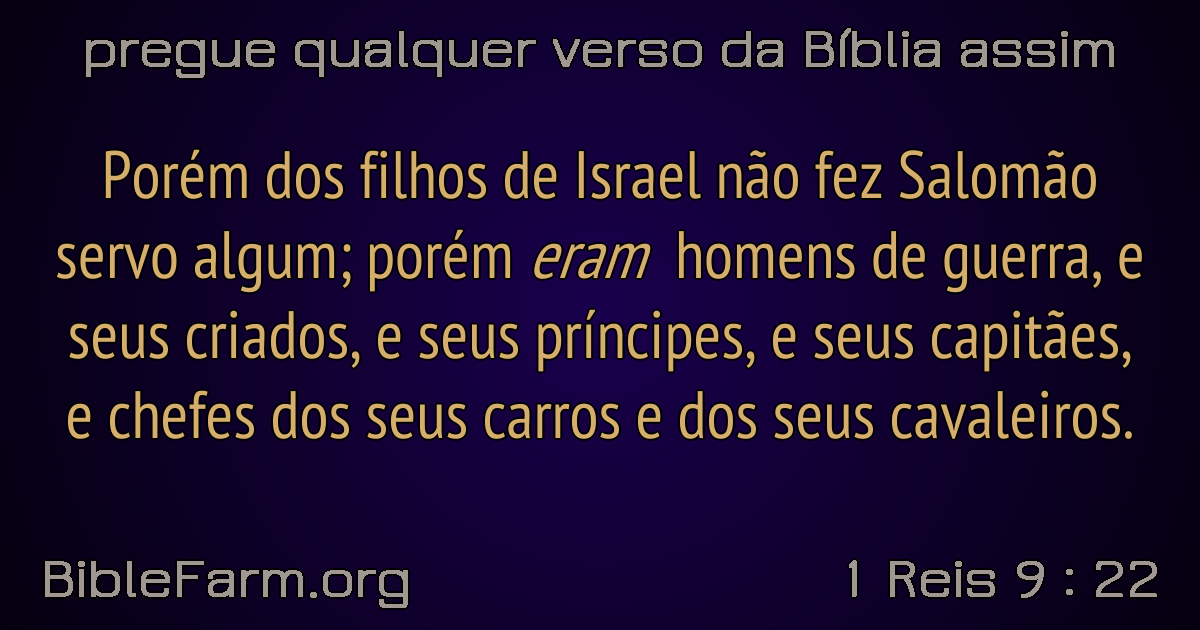 pregue qualquer verso da Bíblia assim
Porém dos filhos de Israel não fez Salomão
servo algum; porém eram homens de guerra, e
seus criados, e seus príncipes, e seus capitães,
e chefes dos seus carros e dos seus cavaleiros.
BibleFarm.org
1 Reis 9 : 22